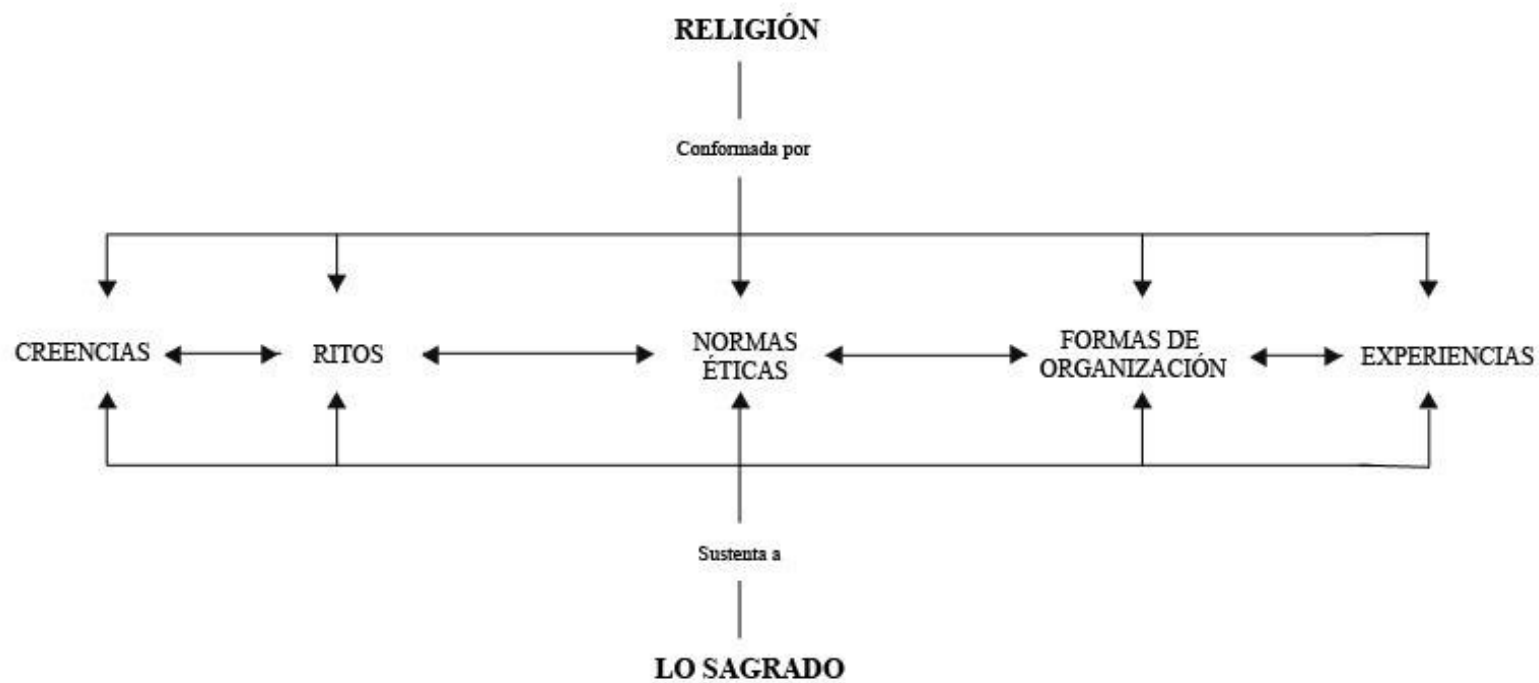 RELIGIÓN
Conformada por
CREENCIAS
RITOS
NORMAS
ÉTICAS
FORMAS DE
ORGANIZACIÓN
EXPERIENCIAS
Sustenta a
LO SAGRADO